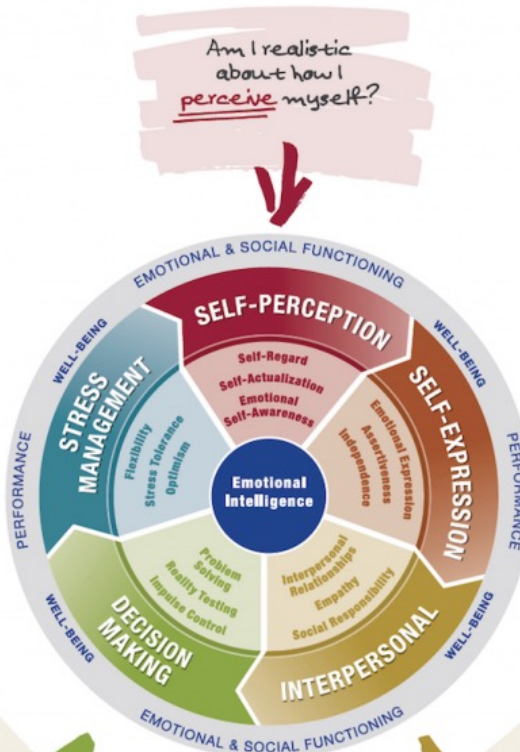 Am I realistic
about how I
perceive myself?
EMOTIONAL & SOCIAL FUNCTIONING
WELL-BEING
WELL-BEING
PERFORMANCE
PERFORMANCE
SELF-PERCEPTION
Self-Regard
Self-Actualization
Emotional
Self-Awareness
SELF-EXPRESSION
Emotional Expression
Assertiveness
Independence
STRESS
MANAGEMENT
Flexibility
Stress Tolerance
Optimism
Emotional
Intelligence
DECISION
MAKING
Problem
Solving
Reality Testing
Impulse Control
INTERPERSONAL
Interpersonal
Relationships
Empathy
Social Responsibility
WELL-BEING
WELL-BEING
EMOTIONAL & SOCIAL FUNCTIONING